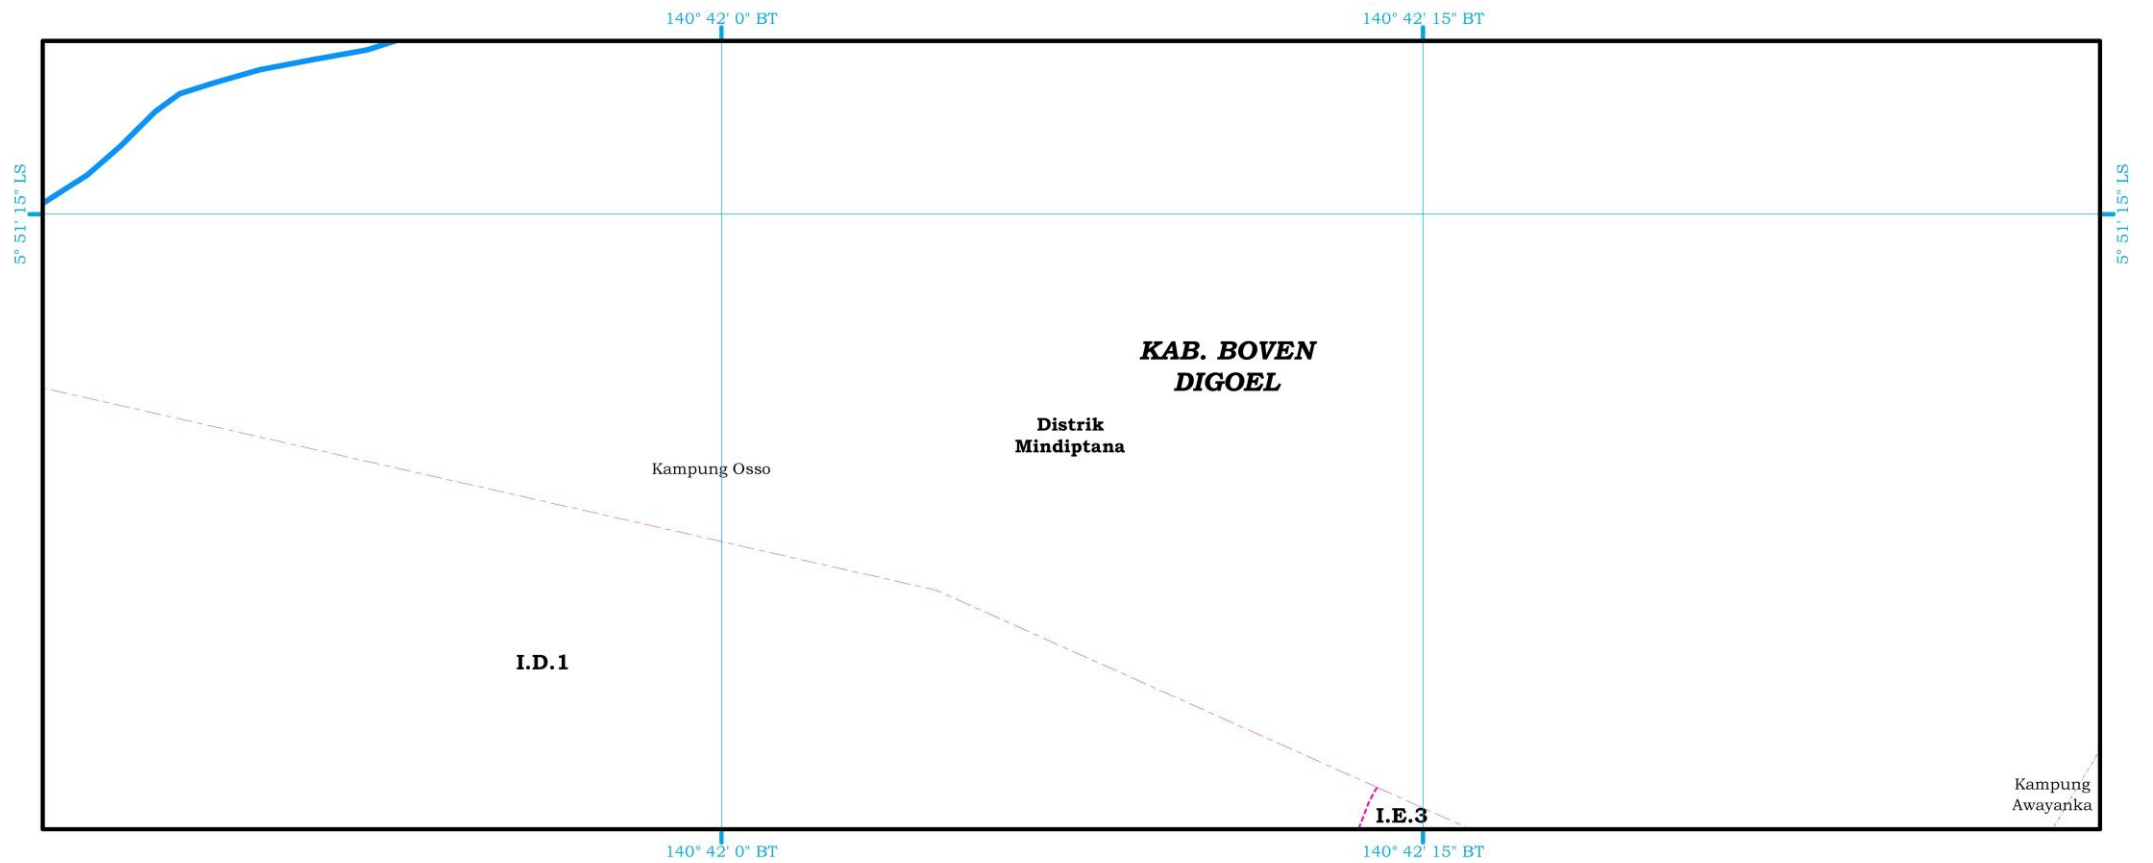 140° 42' 0" BT
140° 42' 15" BT
5° 51' 15" LS
5° 51' 15" LS
KAB. BOVEN
DIGOEL
Distrik
Mindiptana
Kampung Osso
I.D.1
Kampung
Awayanka
I.E.3
140° 42' 0" BT
140° 42' 15" BT